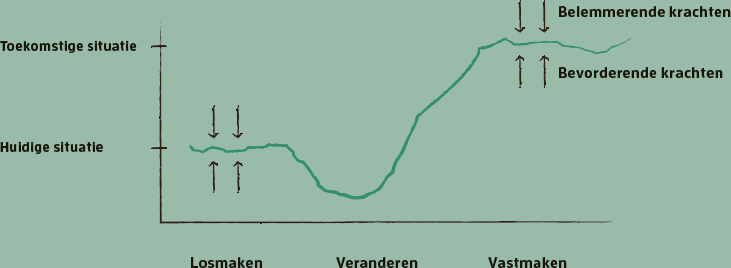 Belemmerende krachten
Toekomstige situatie
Bevorderende krachten
Huidige situatie
Losmaken
Veranderen
Vastmaken